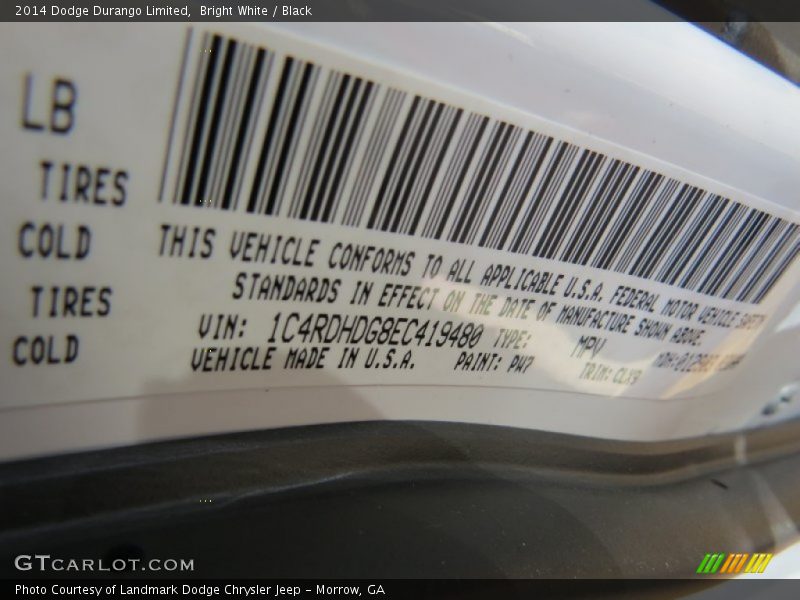 2014 Dodge Durango Limited, Bright White / Black
LB
TIRES
COLD
TIRES
COLD
THIS VEHICLE CONFORMS TO ALL APPLICABLE U.S.A. FEDERAL MOTOR VEHICLE SAFETY
STANDARDS IN EFFECT ON THE DATE OF MANUFACTURE SHOWN ABOVE.
VIN: 1C4RDHDG8EC419480 TYPE: MPV
VEHICLE MADE IN U.S.A. PAINT: PW7 TRIM: CLX9
GTCARLOT.COM
Photo Courtesy of Landmark Dodge Chrysler Jeep – Morrow, GA